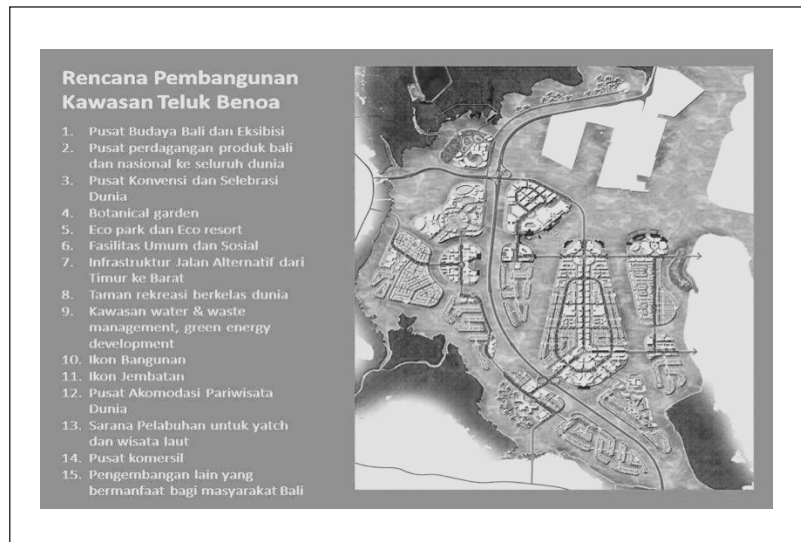 Rencana Pembangunan
Kawasan Teluk Benoa
1. Pusat Budaya Bali dan Eksibisi
2. Pusat perdagangan produk bali
dan nasional ke seluruh dunia
3. Pusat Konvensi dan Selebrasi
Dunia
4. Botanical garden
5. Eco park dan Eco resort
6. Fasilitas Umum dan Sosial
7. Infrastruktur Jalan Alternatif dari
Timur ke Barat
8. Taman rekreasi berkelas dunia
9. Kawasan water & waste
management, green energy
development
10. Ikon Bangunan
11. Ikon Jembatan
12. Pusat Akomodasi Pariwisata
Dunia
13. Sarana Pelabuhan untuk yatch
dan wisata laut
14. Pusat komersil
15. Pengembangan lain yang
bermanfaat bagi masyarakat Bali